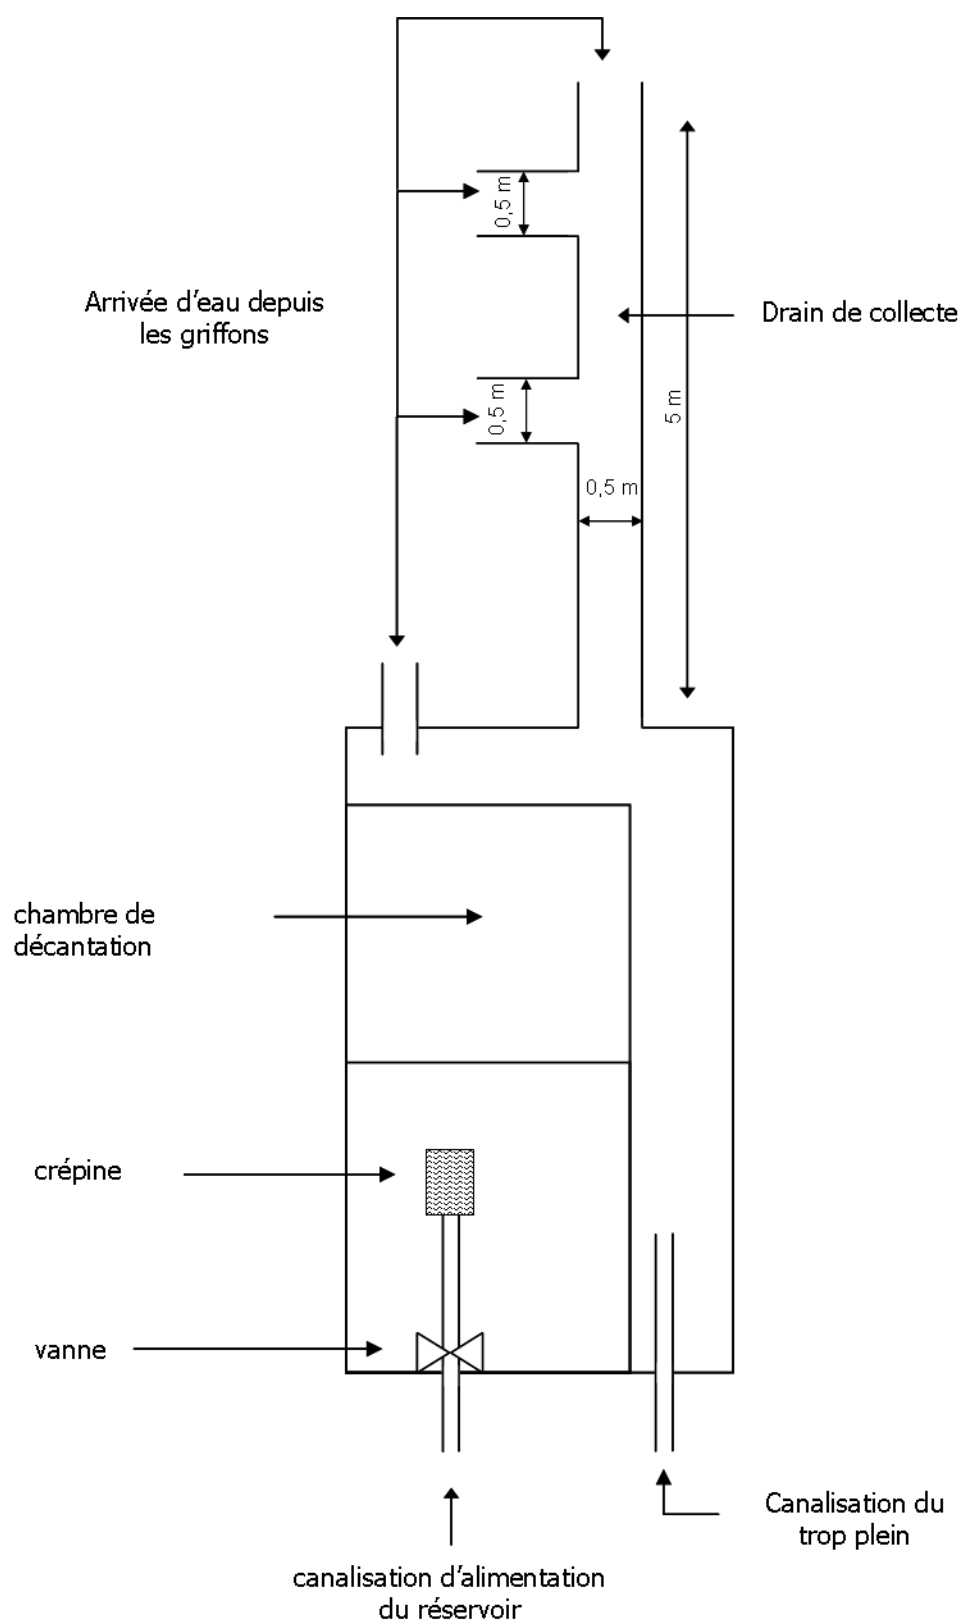 0,5 m
Arrivée d'eau depuis
les griffons
Drain de collecte
0,5 m
5 m
0,5 m
chambre de
décantation
crépine
vanne
Canalisation du
trop plein
canalisation d'alimentation
du réservoir